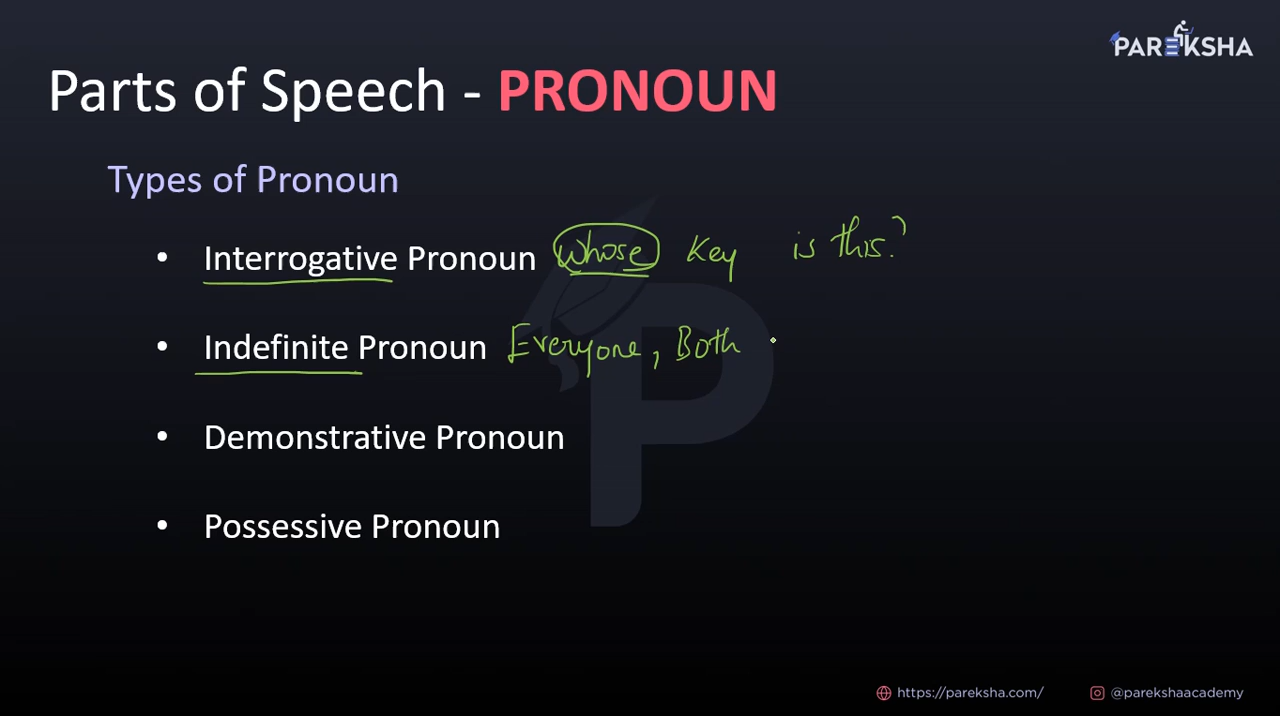 PAREKSHA
Parts of Speech - PRONOUN
Types of Pronoun
• Interrogative Pronoun whose key is this?
• Indefinite Pronoun Everyone, Both
• Demonstrative Pronoun
• Possessive Pronoun
https://pareksha.com/ @parekshaacademy